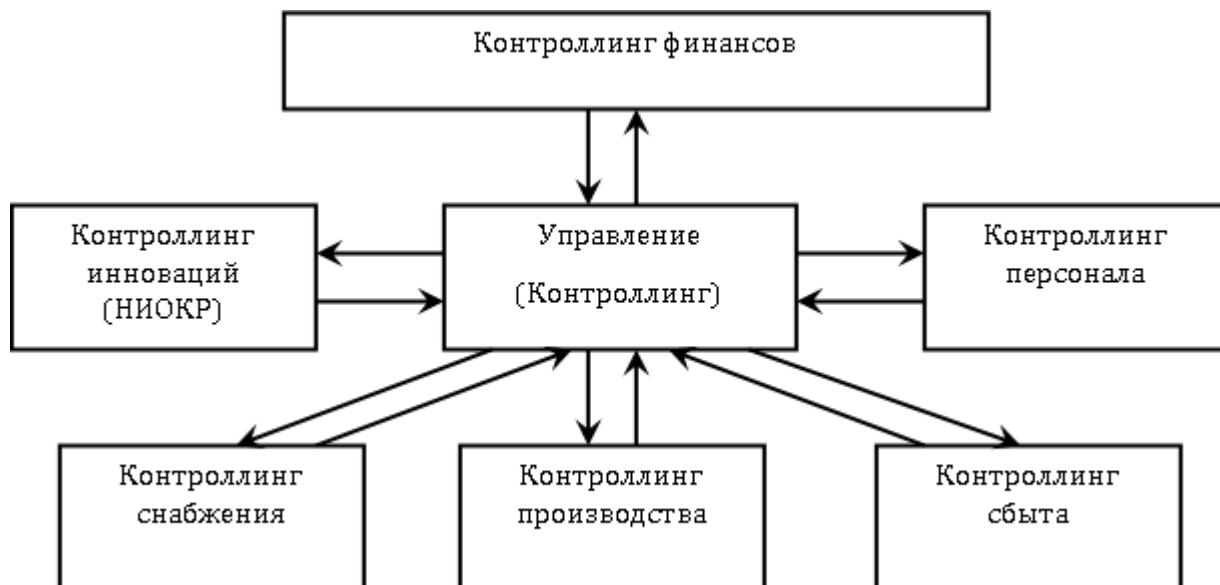 Контроллинг финансов
Контроллинг
инноваций
(НИОКР)
Управление
(Контроллинг)
Контроллинг
персонала
Контроллинг
снабжения
Контроллинг
производства
Контроллинг
сбыта